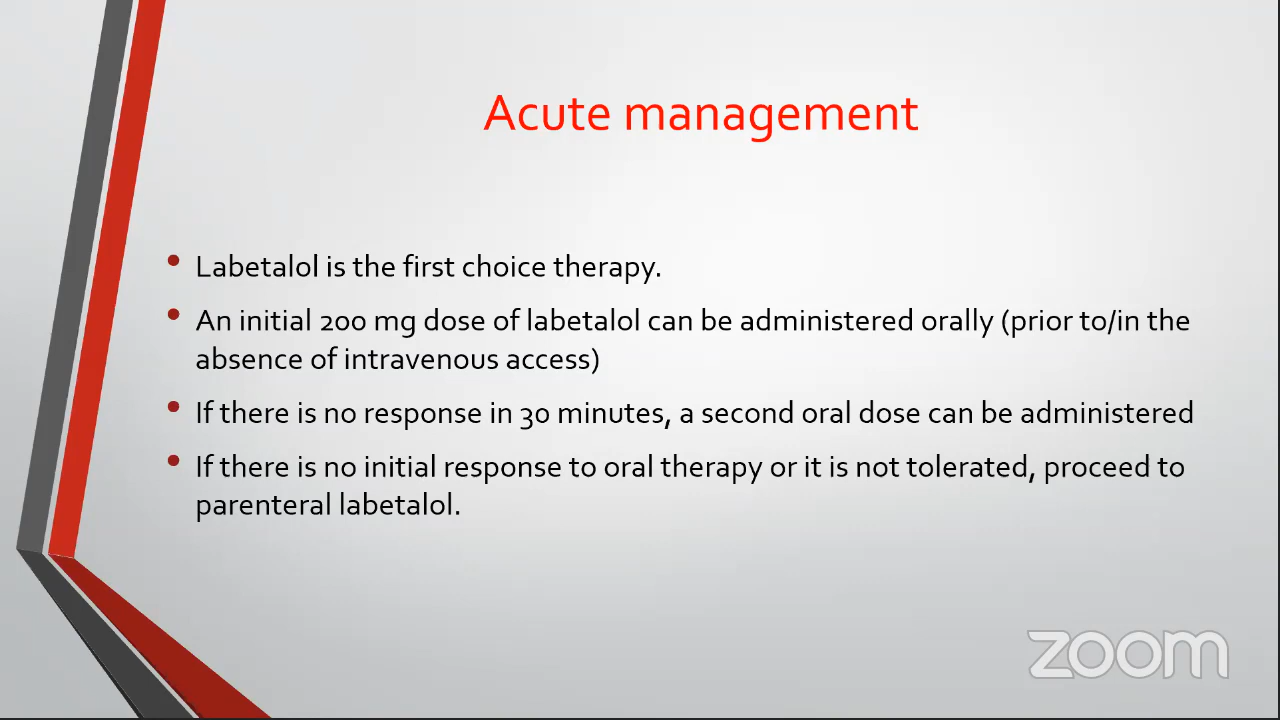 Acute management
• Labetalol is the first choice therapy.
• An initial 200 mg dose of labetalol can be administered orally (prior to/in the
absence of intravenous access)
• If there is no response in 30 minutes, a second oral dose can be administered
• If there is no initial response to oral therapy or it is not tolerated, proceed to
parenteral labetalol.
zoom